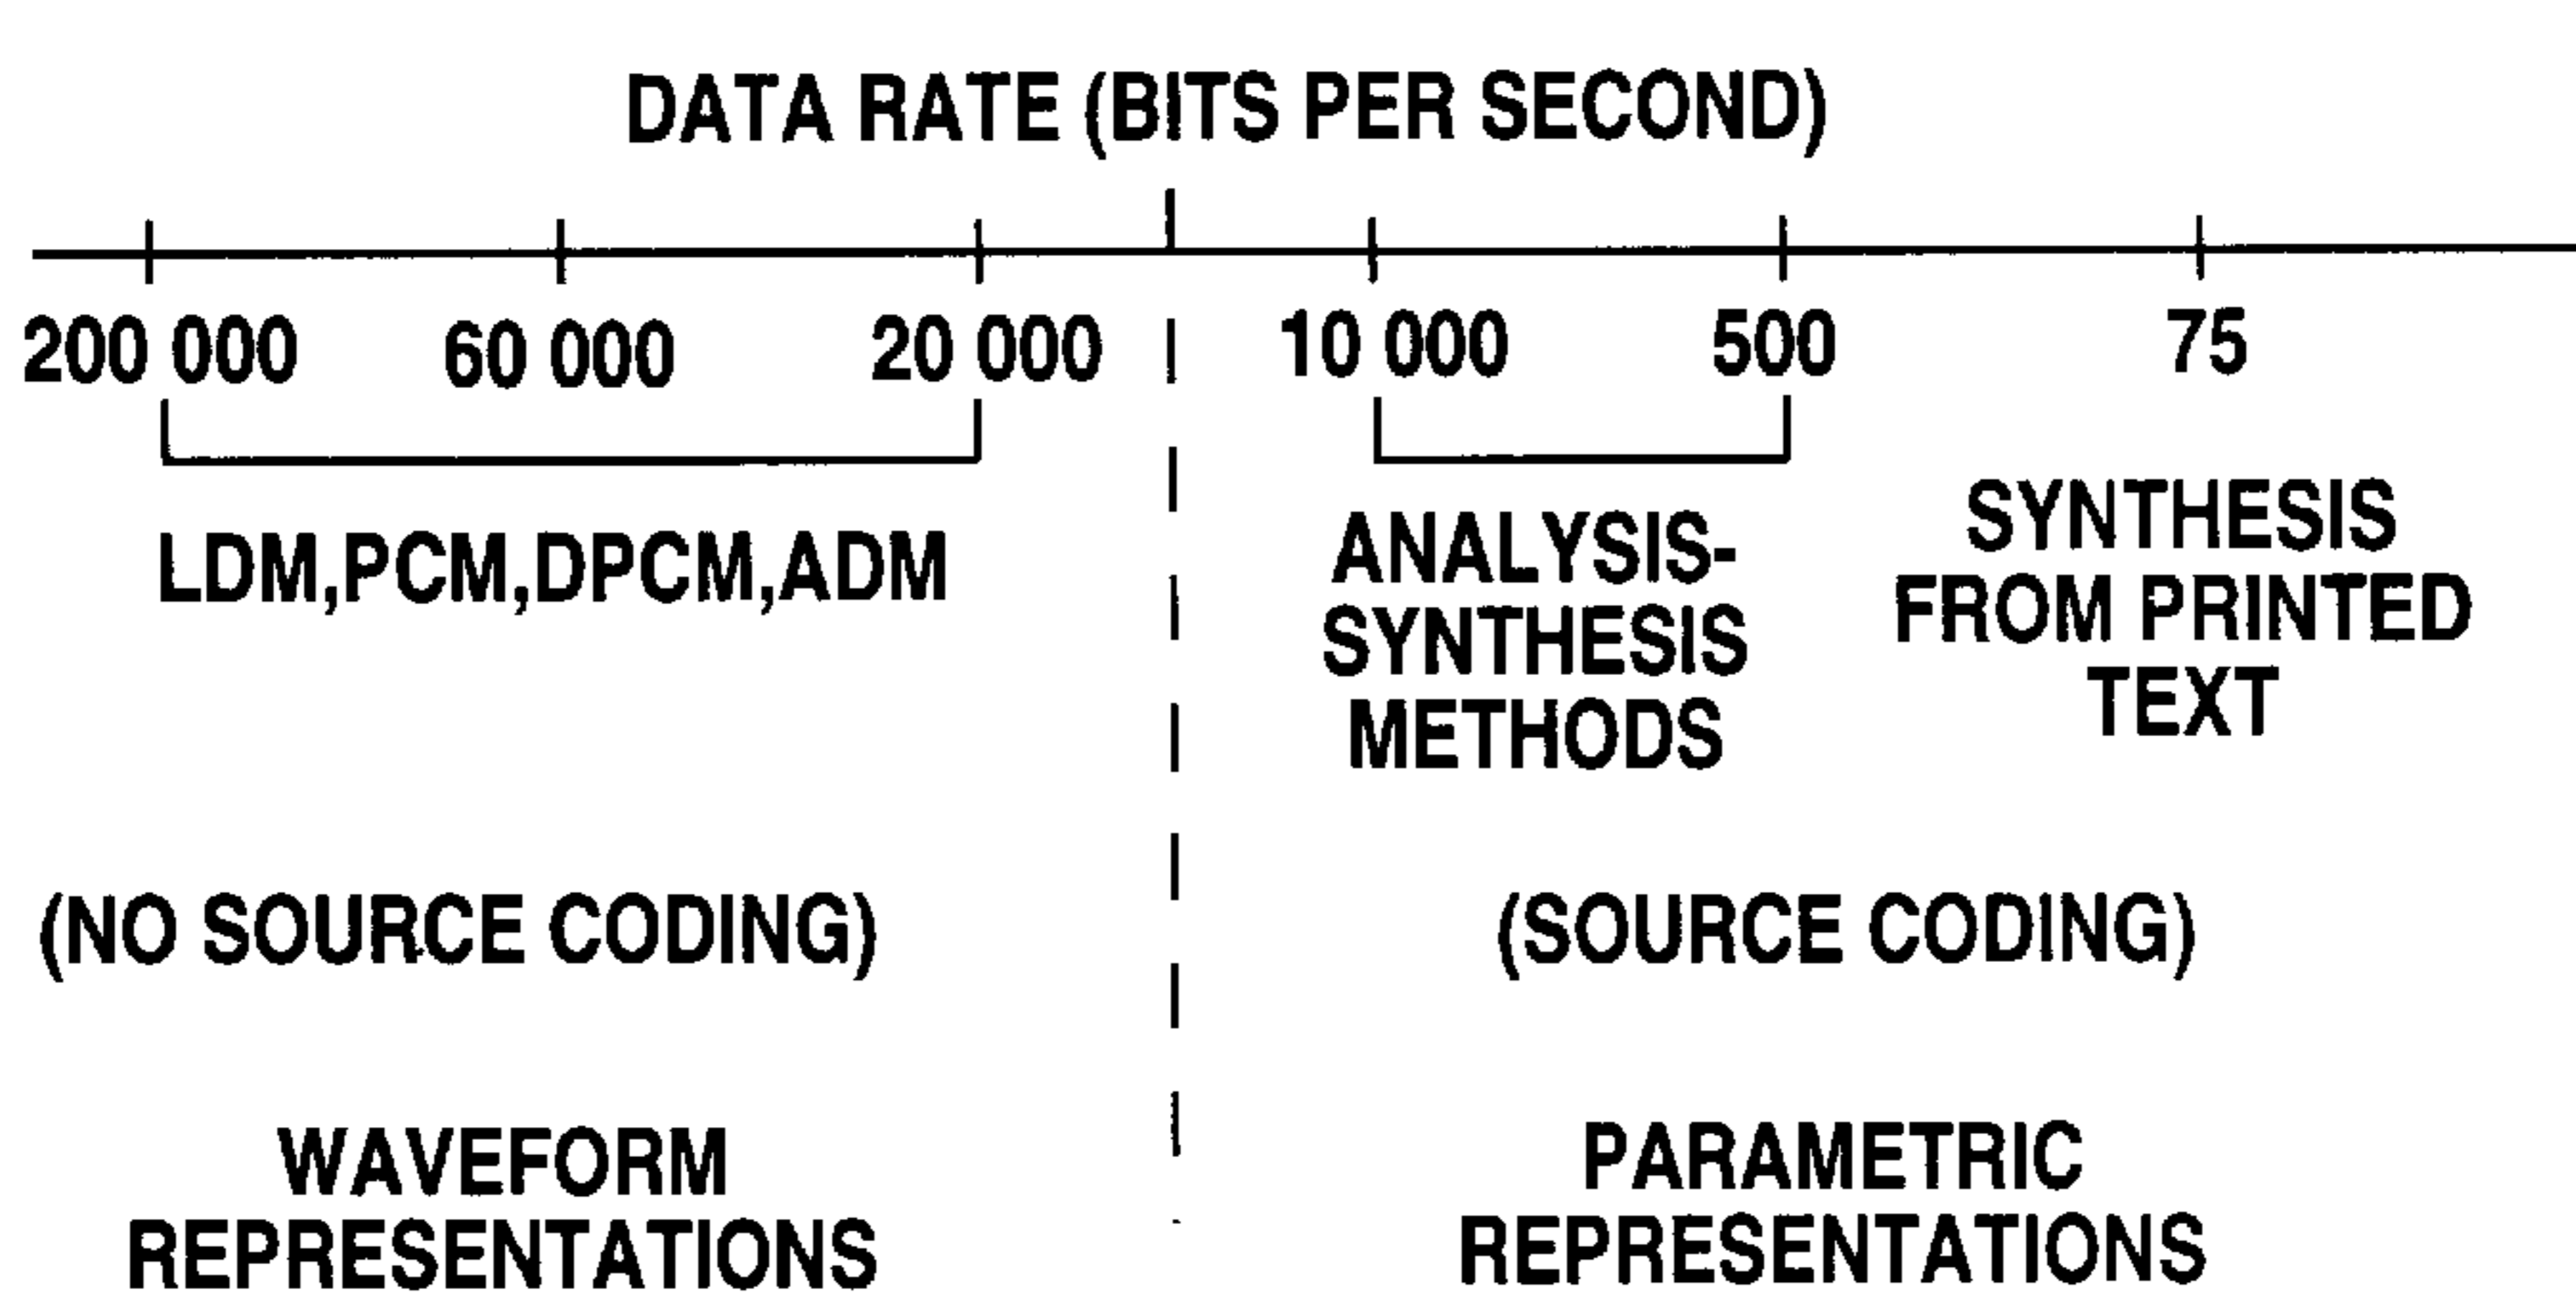 DATA RATE (BITS PER SECOND)
200 000 60 000 20 000 10 000 500 75
LDM,PCM,DPCM,ADM
ANALYSIS-
SYNTHESIS
METHODS
SYNTHESIS
FROM PRINTED
TEXT
(NO SOURCE CODING)
(SOURCE CODING)
WAVEFORM
REPRESENTATIONS
PARAMETRIC
REPRESENTATIONS